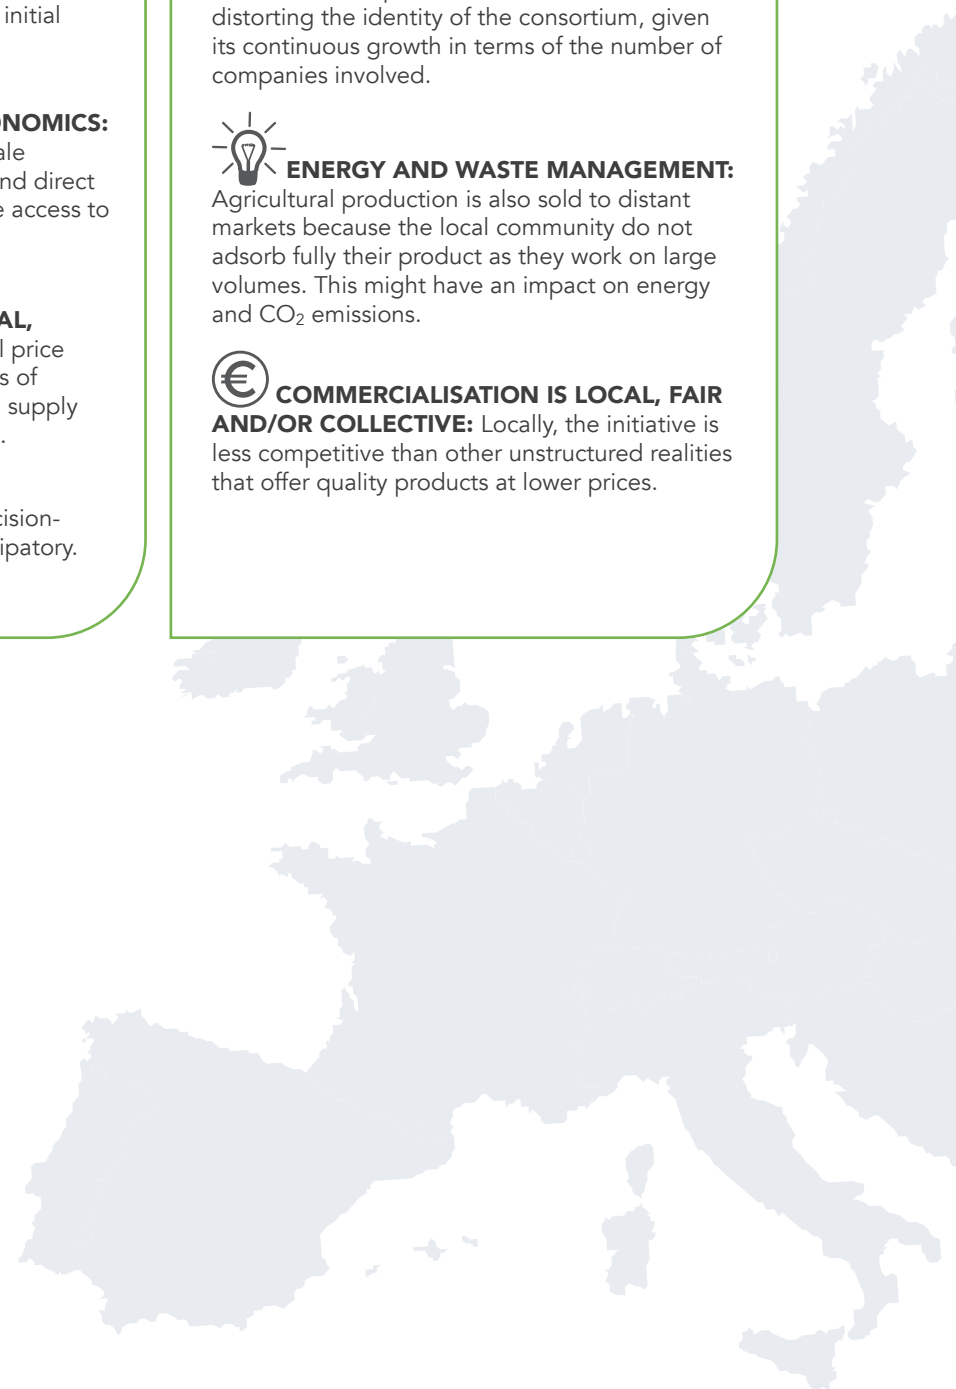 initial
ONOMICS:
ale
nd direct
e access to
AL,
l price
s of
supply
.
cision-
ipatory.
distorting the identity of the consortium, given
its continuous growth in terms of the number of
companies involved.
ENERGY AND WASTE MANAGEMENT:
Agricultural production is also sold to distant
markets because the local community do not
adsorb fully their product as they work on large
volumes. This might have an impact on energy
and CO₂ emissions.
COMMERCIALISATION IS LOCAL, FAIR
AND/OR COLLECTIVE: Locally, the initiative is
less competitive than other unstructured realities
that offer quality products at lower prices.